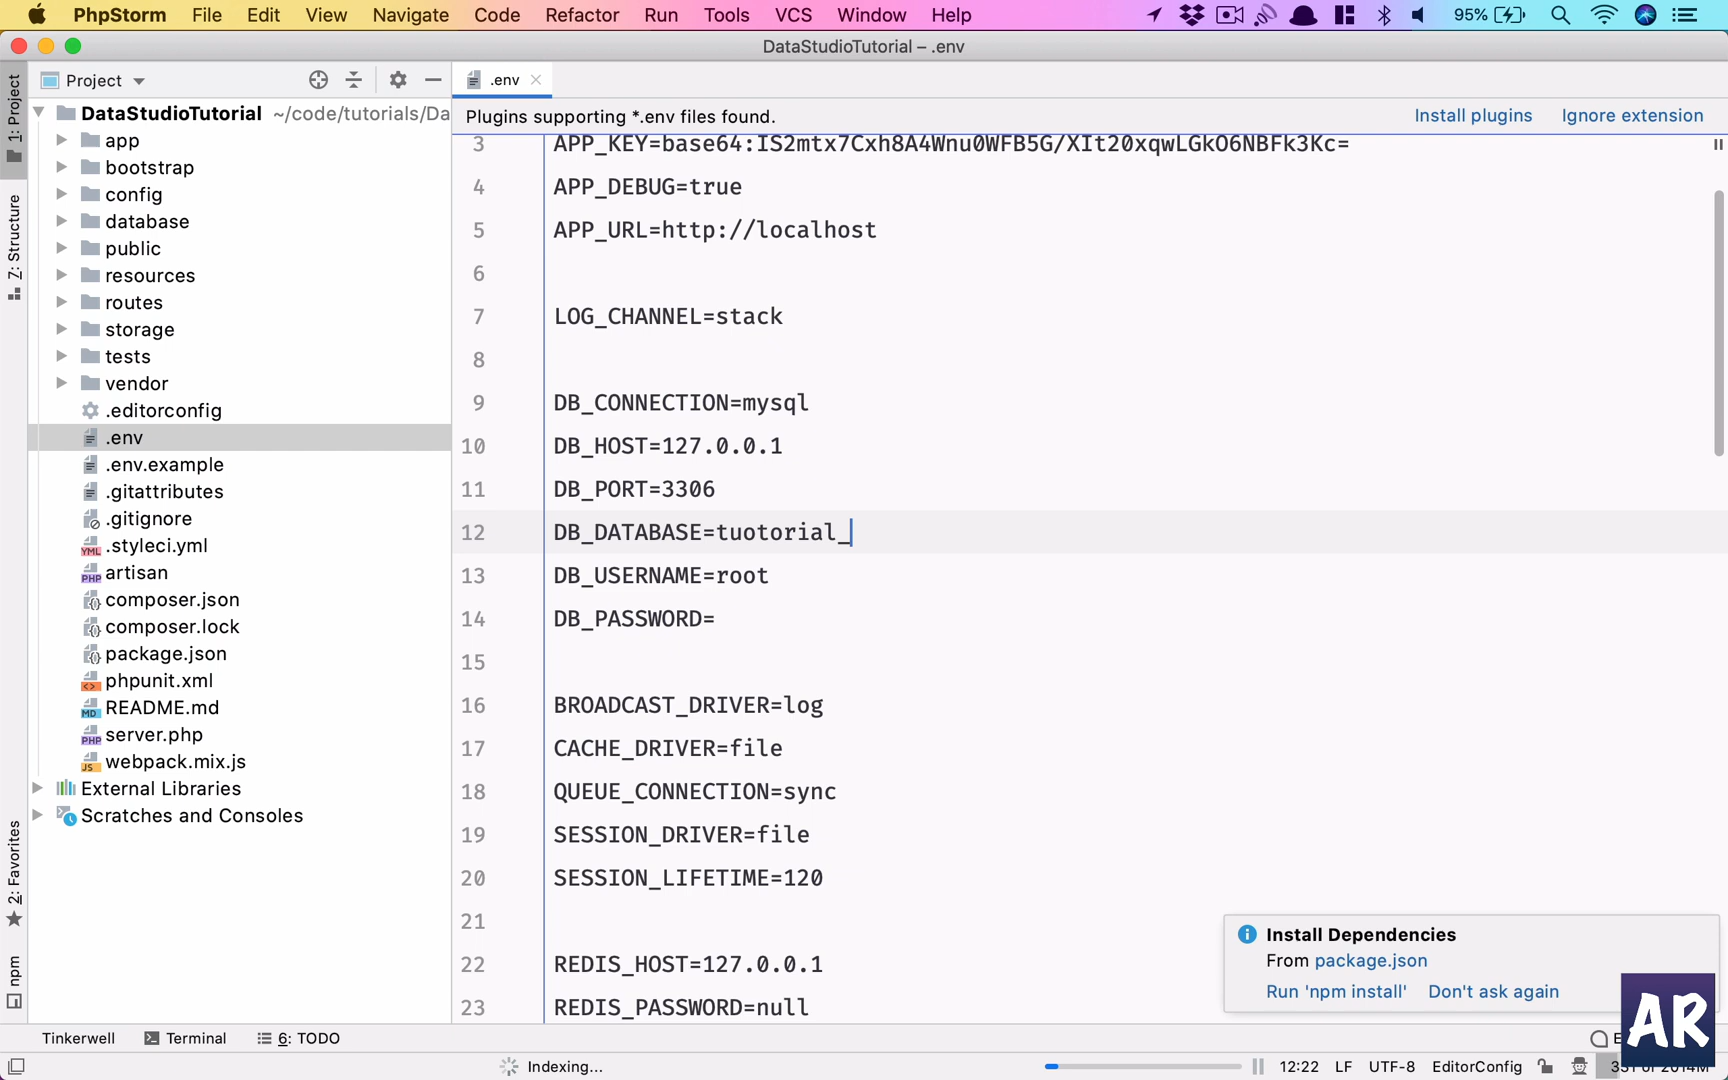 PhpStorm File Edit View Navigate Code Refactor Run Tools VCS Window Help 95%
DataStudioTutorial – .env
Project
.env
1: Project
7: Structure
2: Favorites
npm
DataStudioTutorial ~/code/tutorials/Da
app
bootstrap
config
database
public
resources
routes
storage
tests
vendor
.editorconfig
.env
.env.example
.gitattributes
.gitignore
.styleci.yml
artisan
composer.json
composer.lock
package.json
phpunit.xml
README.md
server.php
webpack.mix.js
External Libraries
Scratches and Consoles
Plugins supporting *.env files found. Install plugins Ignore extension
3 APP_KEY=base64:IS2mtx7Cxh8A4Wnu0WFB5G/XIt20xqwLGkO6NBFk3Kc=
4 APP_DEBUG=true
5 APP_URL=http://localhost
6
7 LOG_CHANNEL=stack
8
9 DB_CONNECTION=mysql
10 DB_HOST=127.0.0.1
11 DB_PORT=3306
12 DB_DATABASE=tuotorial_
13 DB_USERNAME=root
14 DB_PASSWORD=
15
16 BROADCAST_DRIVER=log
17 CACHE_DRIVER=file
18 QUEUE_CONNECTION=sync
19 SESSION_DRIVER=file
20 SESSION_LIFETIME=120
21
22 REDIS_HOST=127.0.0.1
23 REDIS_PASSWORD=null
Install Dependencies
From package.json
Run 'npm install' Don't ask again
AR
Tinkerwell Terminal 6: TODO
Indexing... 12:22 LF UTF-8 EditorConfig